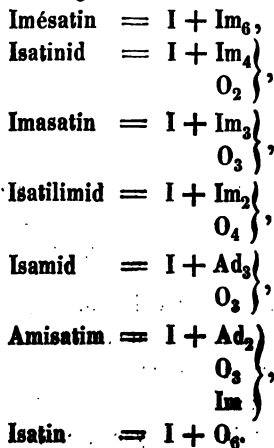 Imésatin = I + Im₆,
Isatinid = I + Im₄
O₂ },
Imasatin = I + Im₃
O₃ },
Isatilimid = I + Im₂
O₄ },
Isamid = I + Ad₃
O₃ },
Amisatim = I + Ad₂
O₃
Im },
Isatin = I + O₆.